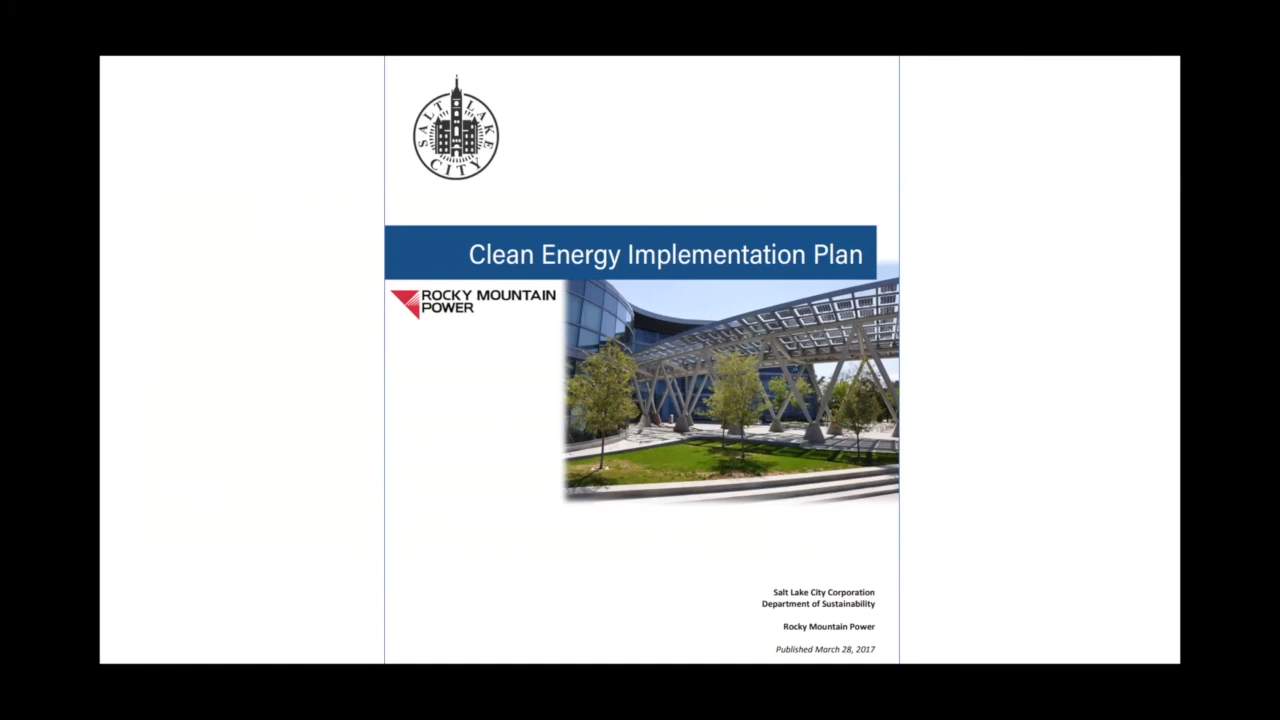 SALT LAKE
CITY
Clean Energy Implementation Plan
ROCKY MOUNTAIN
POWER
Salt Lake City Corporation
Department of Sustainability
Rocky Mountain Power
Published March 28, 2017